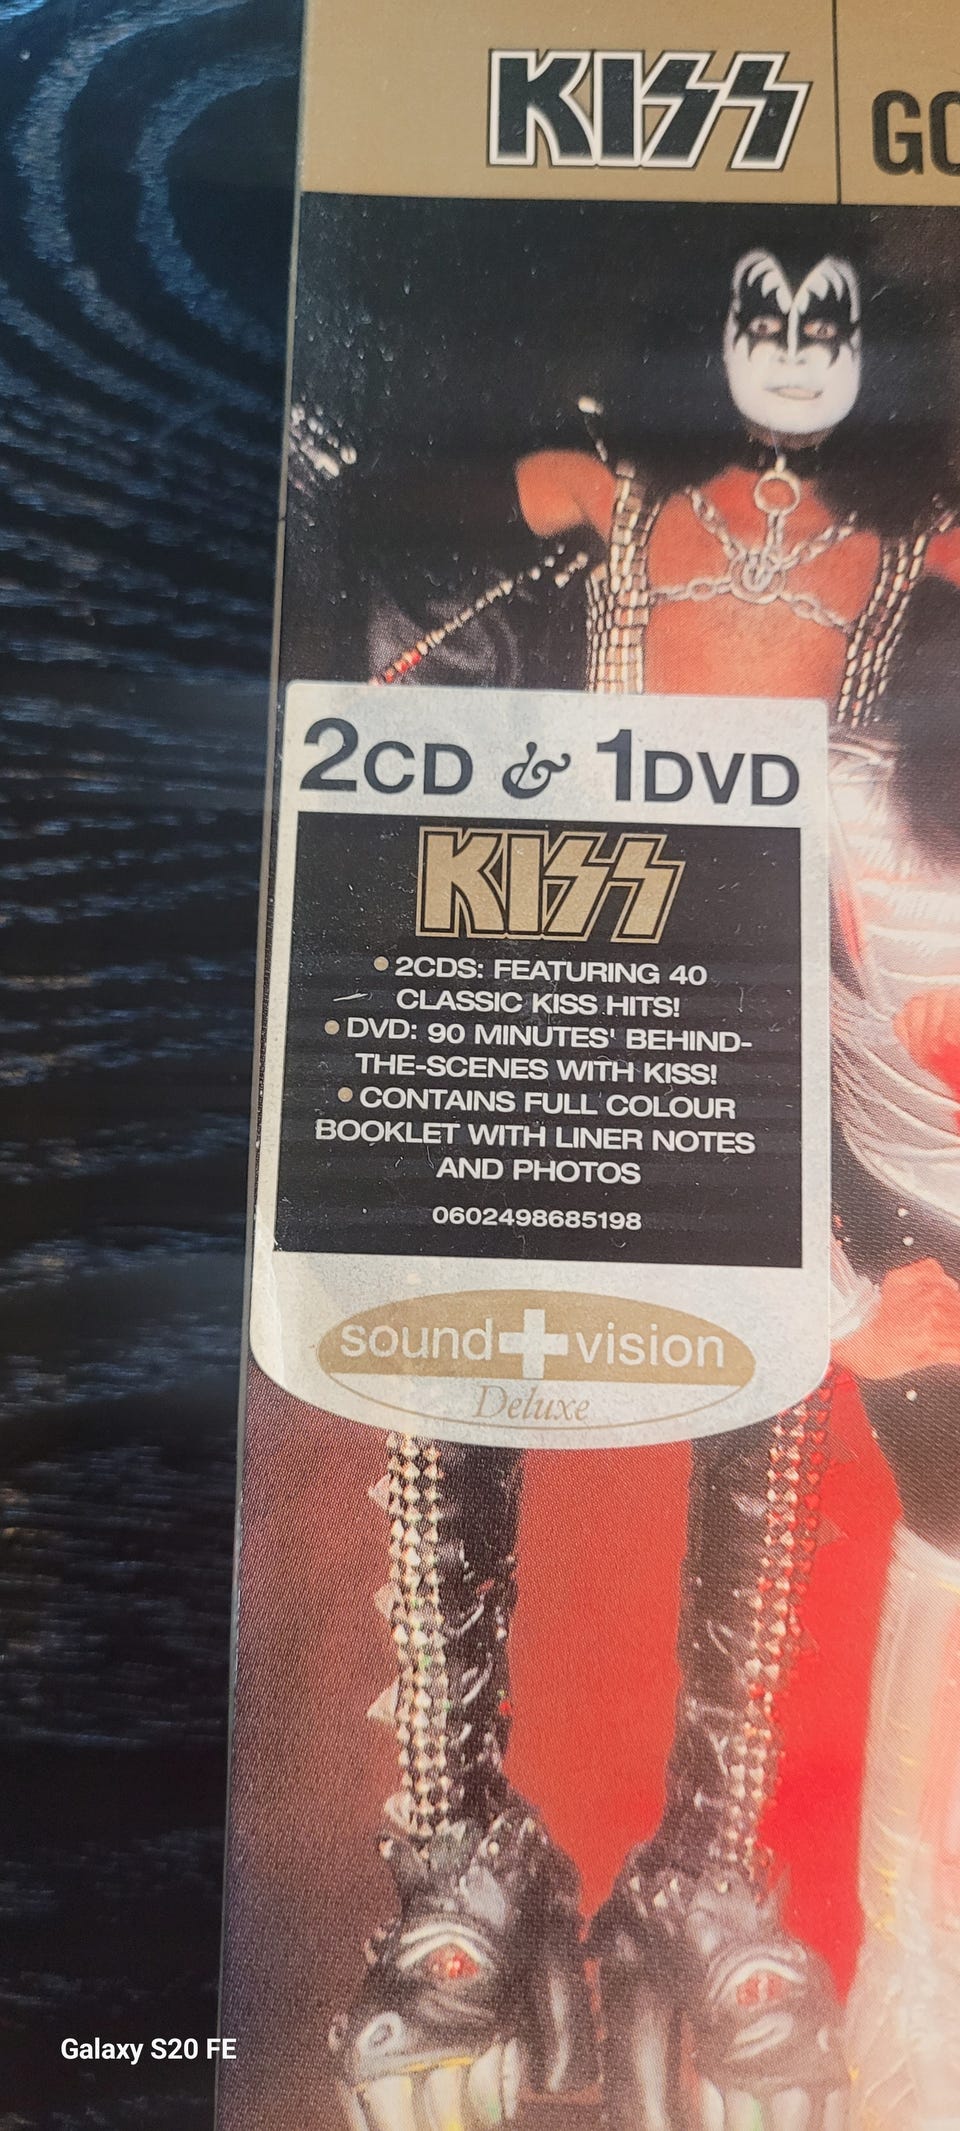 KISS
GO
2CD & 1DVD
KISS
• 2CDS: FEATURING 40
CLASSIC KISS HITS!
• DVD: 90 MINUTES' BEHIND-
THE-SCENES WITH KISS!
• CONTAINS FULL COLOUR
BOOKLET WITH LINER NOTES
AND PHOTOS
0602498685198
sound+vision
Deluxe
Galaxy S20 FE